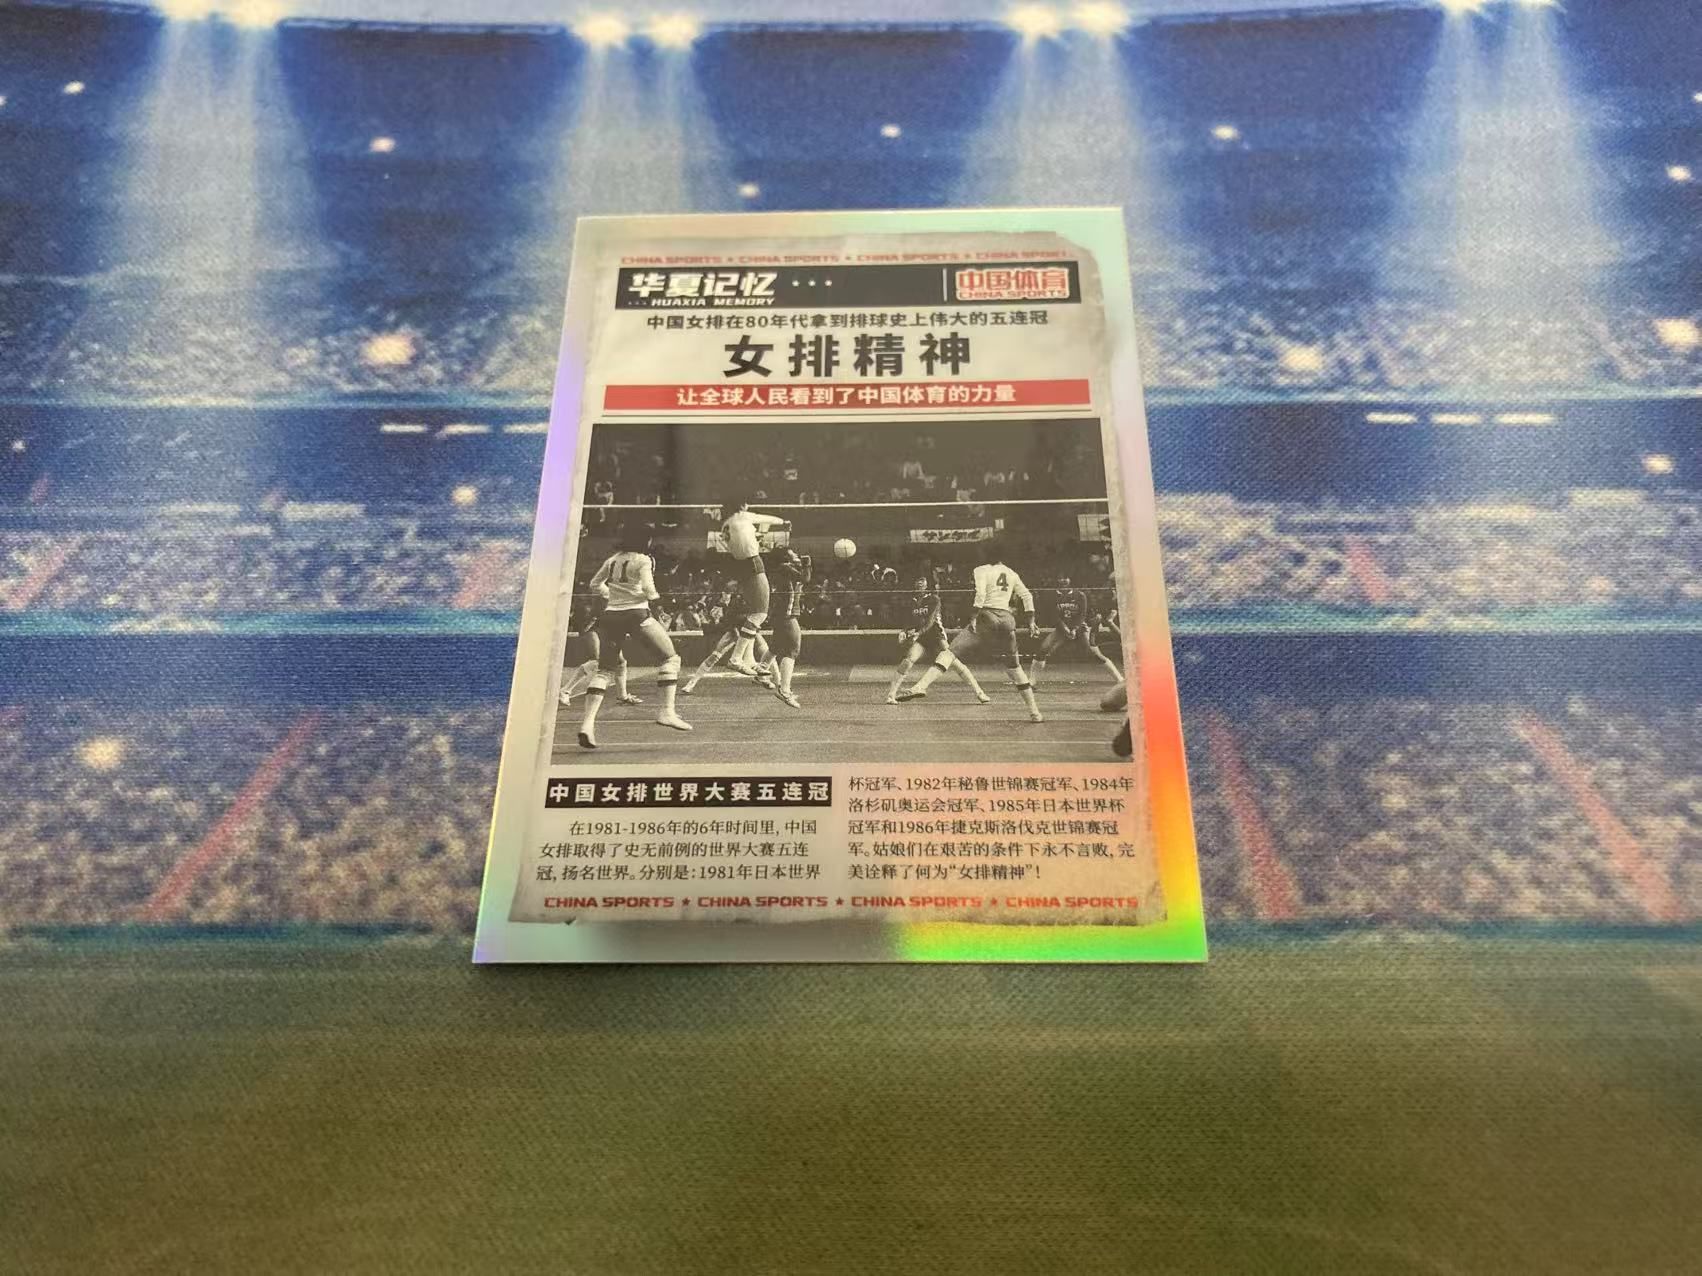 CHINA SPORTS ★ CHINA SPORTS ★ CHINA SPORTS ★ CHINA SPORTS
华夏记忆 ···
中国体育
··· HUAXIA MEMORY
CHINA SPORTS
中国女排在80年代拿到排球史上伟大的五连冠
女排精神
让全球人民看到了中国体育的力量
11
4
2
中国女排世界大赛五连冠
在1981-1986年的6年时间里,中国
女排取得了史无前例的世界大赛五连
冠,扬名世界。分别是:1981年日本世界
杯冠军、1982年秘鲁世锦赛冠军、1984年
洛杉矶奥运会冠军、1985年日本世界杯
冠军和1986年捷克斯洛伐克世锦赛冠
军。姑娘们在艰苦的条件下永不言败,完
美诠释了何为“女排精神”!
CHINA SPORTS ★ CHINA SPORTS ★ CHINA SPORTS ★ CHINA SPORTS